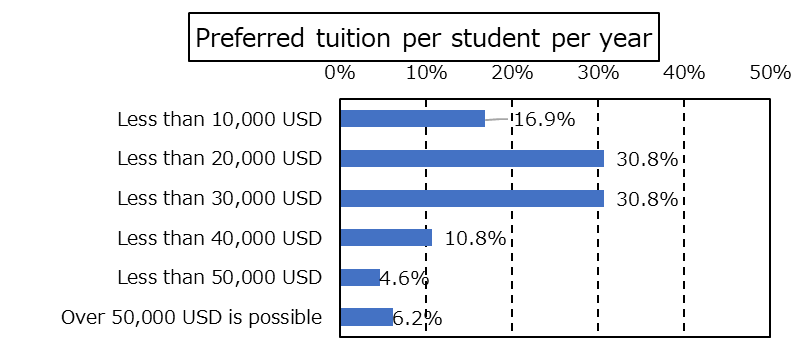 Preferred tuition per student per year
0% 10% 20% 30% 40% 50%
Less than 10,000 USD 16.9%
Less than 20,000 USD 30.8%
Less than 30,000 USD 30.8%
Less than 40,000 USD 10.8%
Less than 50,000 USD 4.6%
Over 50,000 USD is possible 6.2%